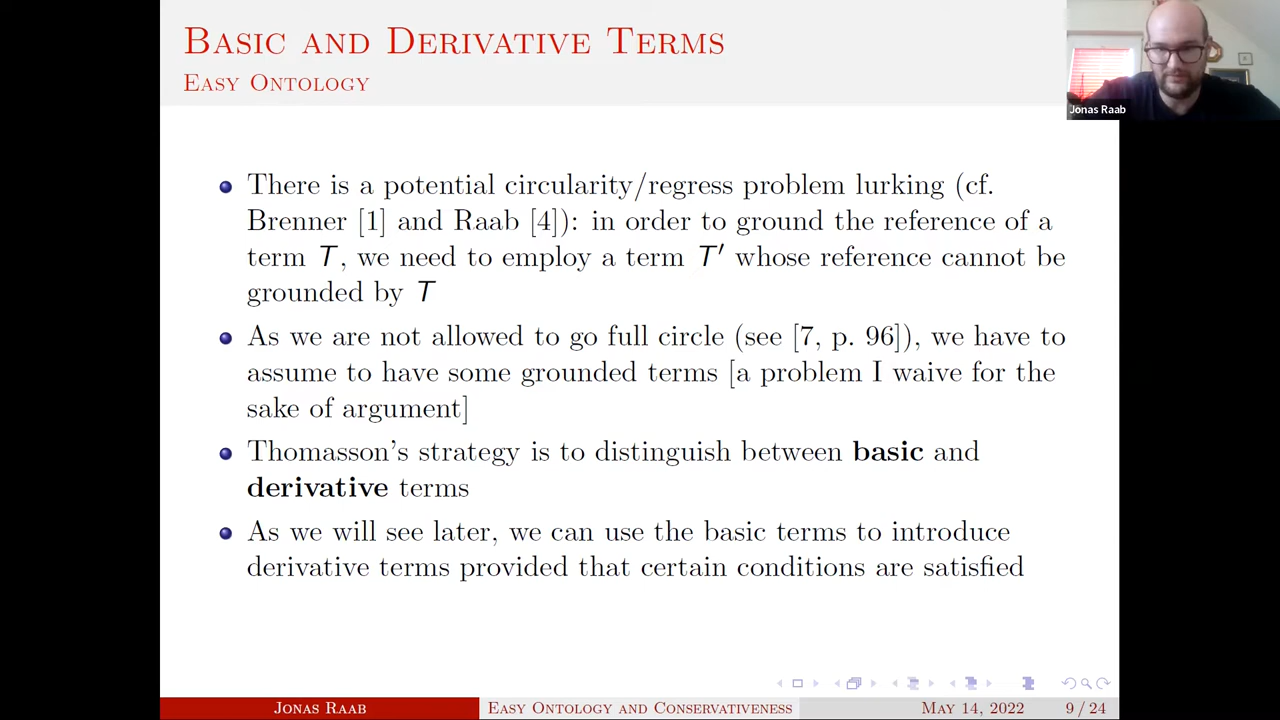 BASIC AND DERIVATIVE TERMS
EASY ONTOLOGY
Jonas Raab
There is a potential circularity/regress problem lurking (cf.
Brenner [1] and Raab [4]): in order to ground the reference of a
term T, we need to employ a term T′ whose reference cannot be
grounded by T
As we are not allowed to go full circle (see [7, p. 96]), we have to
assume to have some grounded terms [a problem I waive for the
sake of argument]
Thomasson's strategy is to distinguish between basic and
derivative terms
As we will see later, we can use the basic terms to introduce
derivative terms provided that certain conditions are satisfied
JONAS RAAB EASY ONTOLOGY AND CONSERVATIVENESS MAY 14, 2022 9 / 24